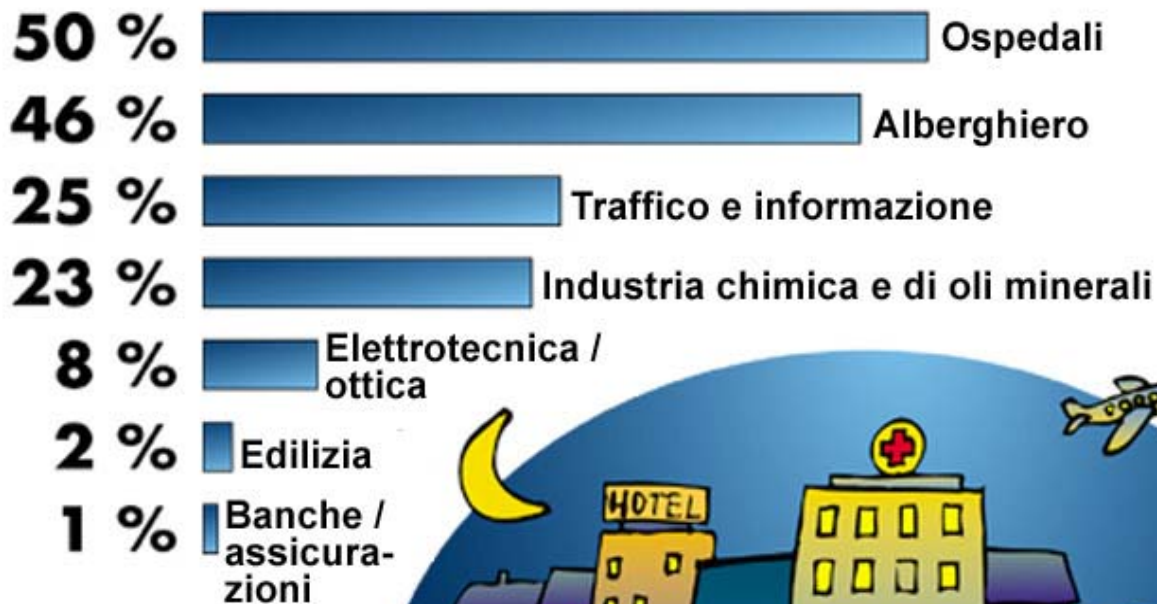 50 % Ospedali
46 % Alberghiero
25 % Traffico e informazione
23 % Industria chimica e di oli minerali
8 % Elettrotecnica /
ottica
2 % Edilizia
1 % Banche /
assicura-
zioni
HOTEL